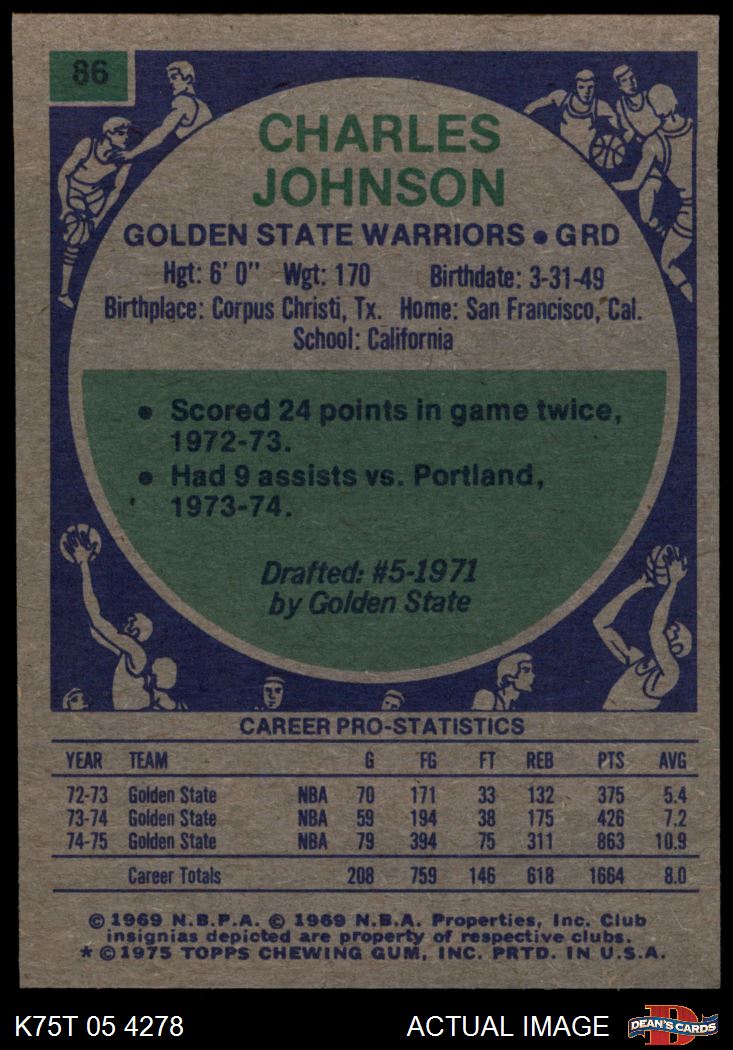 86
CHARLES
JOHNSON
GOLDEN STATE WARRIORS • GRD
Hgt: 6' 0" Wgt: 170 Birthdate: 3-31-49
Birthplace: Corpus Christi, Tx. Home: San Francisco, Cal.
School: California
• Scored 24 points in game twice,
1972-73.
• Had 9 assists vs. Portland,
1973-74.
Drafted: #5-1971
by Golden State
CAREER PRO-STATISTICS
YEAR TEAM G FG FT REB PTS AVG
72-73 Golden State NBA 70 171 33 132 375 5.4
73-74 Golden State NBA 59 194 38 175 426 7.2
74-75 Golden State NBA 79 394 75 311 863 10.9
Career Totals 208 759 146 618 1664 8.0
© 1969 N.B.P.A. © 1969 N.B.A. Properties, Inc. Club
insignias depicted are property of respective clubs.
* © 1975 TOPPS CHEWING GUM, INC. PRTD. IN U.S.A.
K75T 05 4278 ACTUAL IMAGE D DEAN'S CARDS